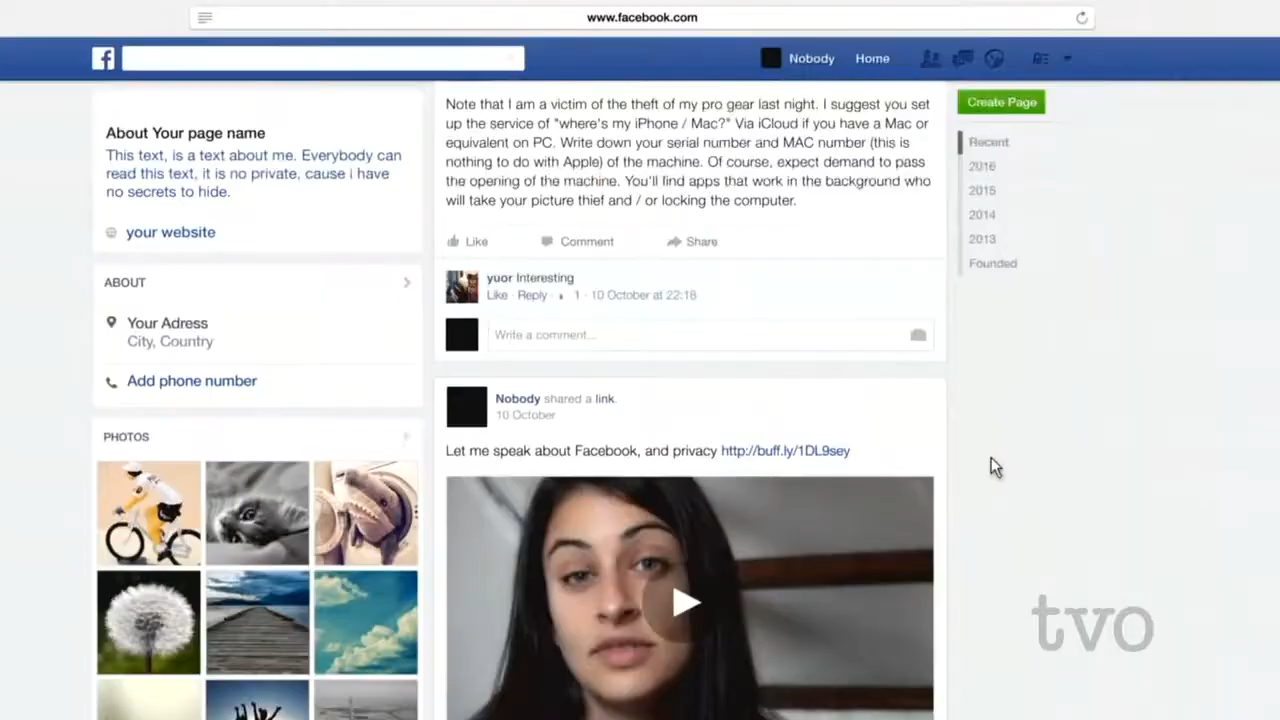 www.facebook.com
f
Nobody
Home
About Your page name
This text, is a text about me. Everybody can
read this text, it is no private, cause i have
no secrets to hide.
your website
ABOUT
Your Adress
City, Country
Add phone number
PHOTOS
Note that I am a victim of the theft of my pro gear last night. I suggest you set
up the service of "where's my iPhone / Mac?" Via iCloud if you have a Mac or
equivalent on PC. Write down your serial number and MAC number (this is
nothing to do with Apple) of the machine. Of course, expect demand to pass
the opening of the machine. You'll find apps that work in the background who
will take your picture thief and / or locking the computer.
Like Comment Share
yuor Interesting
Like · Reply · 1 · 10 October at 22:16
Write a comment...
Nobody shared a link.
10 October
Let me speak about Facebook, and privacy http://buff.ly/1DL9sey
Create Page
Recent
2016
2015
2014
2013
Founded
tvo